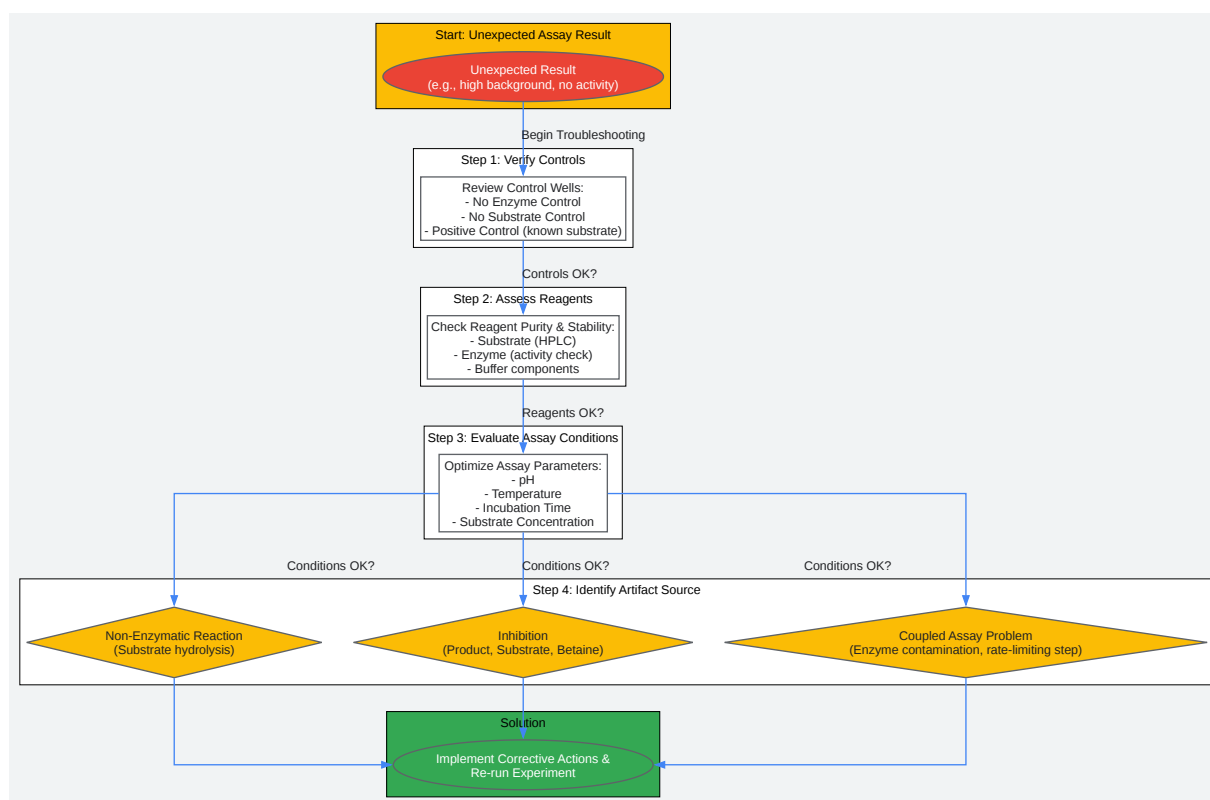 Start: Unexpected Assay Result
Unexpected Result
(e.g., high background, no activity)
Begin Troubleshooting
Step 1: Verify Controls
Review Control Wells:
- No Enzyme Control
- No Substrate Control
- Positive Control (known substrate)
Controls OK?
Step 2: Assess Reagents
Check Reagent Purity & Stability:
- Substrate (HPLC)
- Enzyme (activity check)
- Buffer components
Reagents OK?
Step 3: Evaluate Assay Conditions
Optimize Assay Parameters:
- pH
- Temperature
- Incubation Time
- Substrate Concentration
Conditions OK?
Conditions OK?
Conditions OK?
Step 4: Identify Artifact Source
Non-Enzymatic Reaction
(Substrate hydrolysis)
Inhibition
(Product, Substrate, Betaine)
Coupled Assay Problem
(Enzyme contamination, rate-limiting step)
Solution
Implement Corrective Actions &
Re-run Experiment